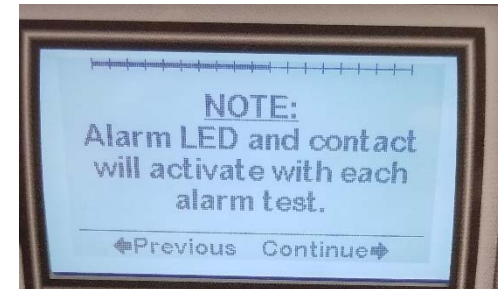 NOTE:
Alarm LED and contact
will activate with each
alarm test.
←Previous Continue→